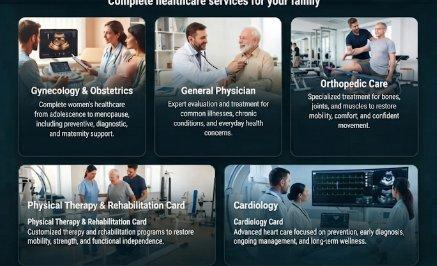 Complete healthcare services for your family
Gynecology & Obstetrics
Complete women's healthcare
from adolescence to menopause,
including preventive, diagnostic,
and maternity support.
General Physician
Expert evaluation and treatment for
common illnesses, chronic
conditions, and everyday health
concerns.
Orthopedic Care
Specialized treatment for bones,
joints, and muscles to restore
mobility, comfort, and confident
movement.
Physical Therapy & Rehabilitation Card
Physical Therapy & Rehabilitation Card
Customized therapy and rehabilitation programs to restore
mobility, strength, and functional independence.
Cardiology
Cardiology Card
Advanced heart care focused on prevention, early diagnosis,
ongoing management, and long-term wellness.